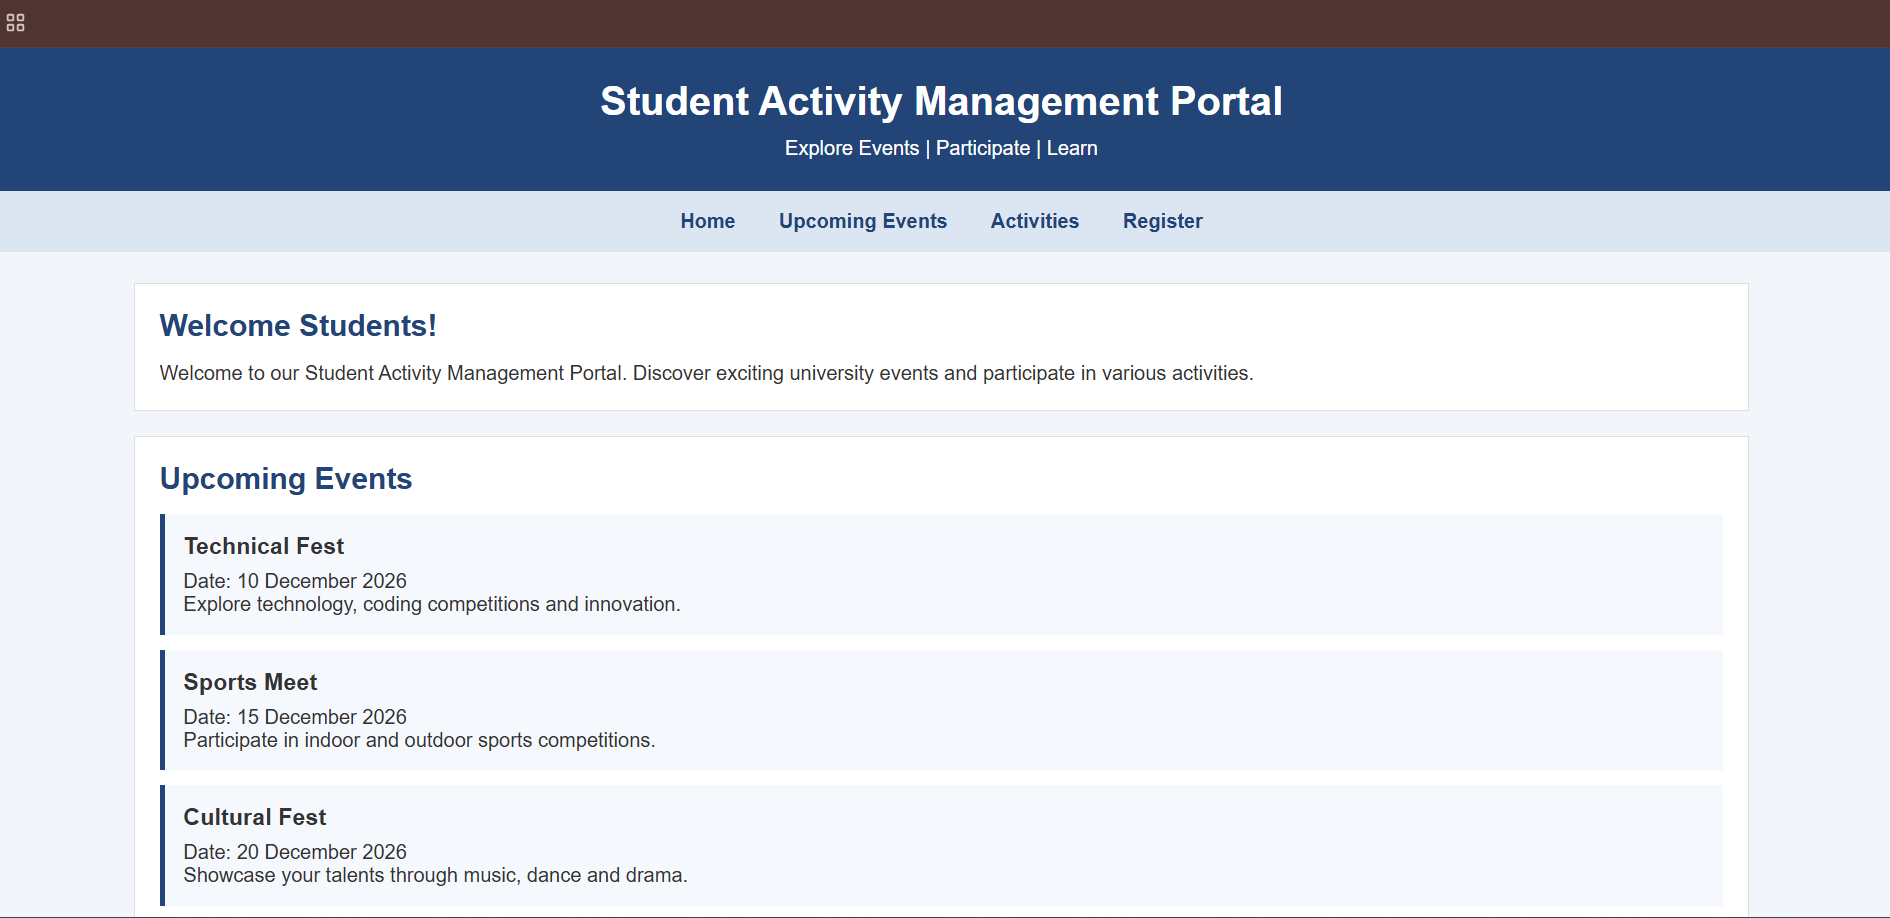 Student Activity Management Portal
Explore Events | Participate | Learn
Home Upcoming Events Activities Register
Welcome Students!
Welcome to our Student Activity Management Portal. Discover exciting university events and participate in various activities.
Upcoming Events
Technical Fest
Date: 10 December 2026
Explore technology, coding competitions and innovation.
Sports Meet
Date: 15 December 2026
Participate in indoor and outdoor sports competitions.
Cultural Fest
Date: 20 December 2026
Showcase your talents through music, dance and drama.